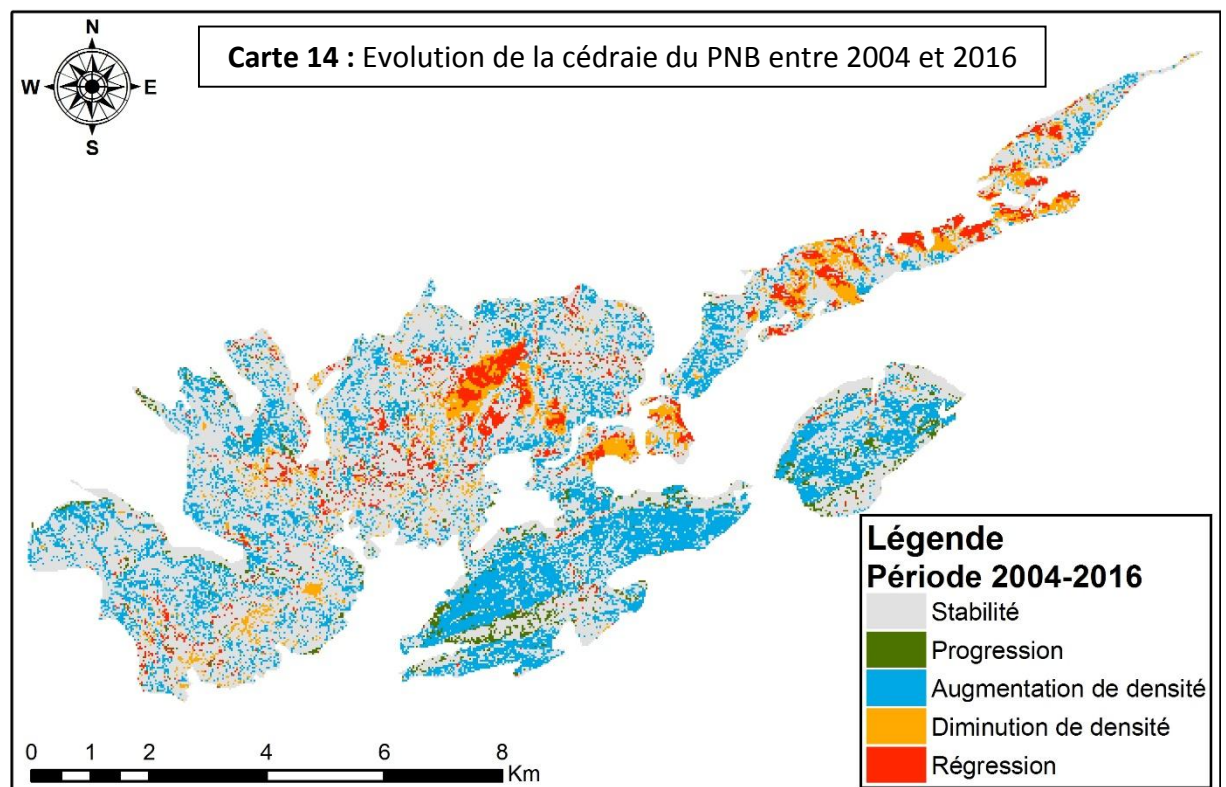 N
Carte 14 : Evolution de la cédraie du PNB entre 2004 et 2016
W E
S
Légende
Période 2004-2016
Stabilité
Progression
Augmentation de densité
Diminution de densité
Régression
0 1 2 4 6 8
Km